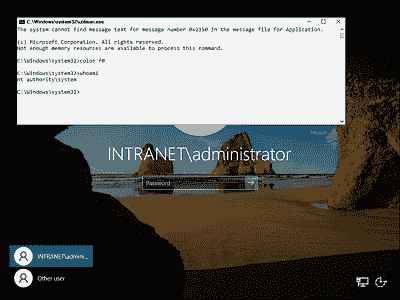 C:\Windows\system32\utilman.exe
The system cannot find message text for message number 0x2350 in the message file for Application.
(c) Microsoft Corporation. All rights reserved.
Not enough memory resources are available to process this command.
C:\Windows\system32>color f0
C:\Windows\system32>whoami
nt authority\system
C:\Windows\system32>
INTRANET\administrator
Password
INTRANET\admini...
Other user